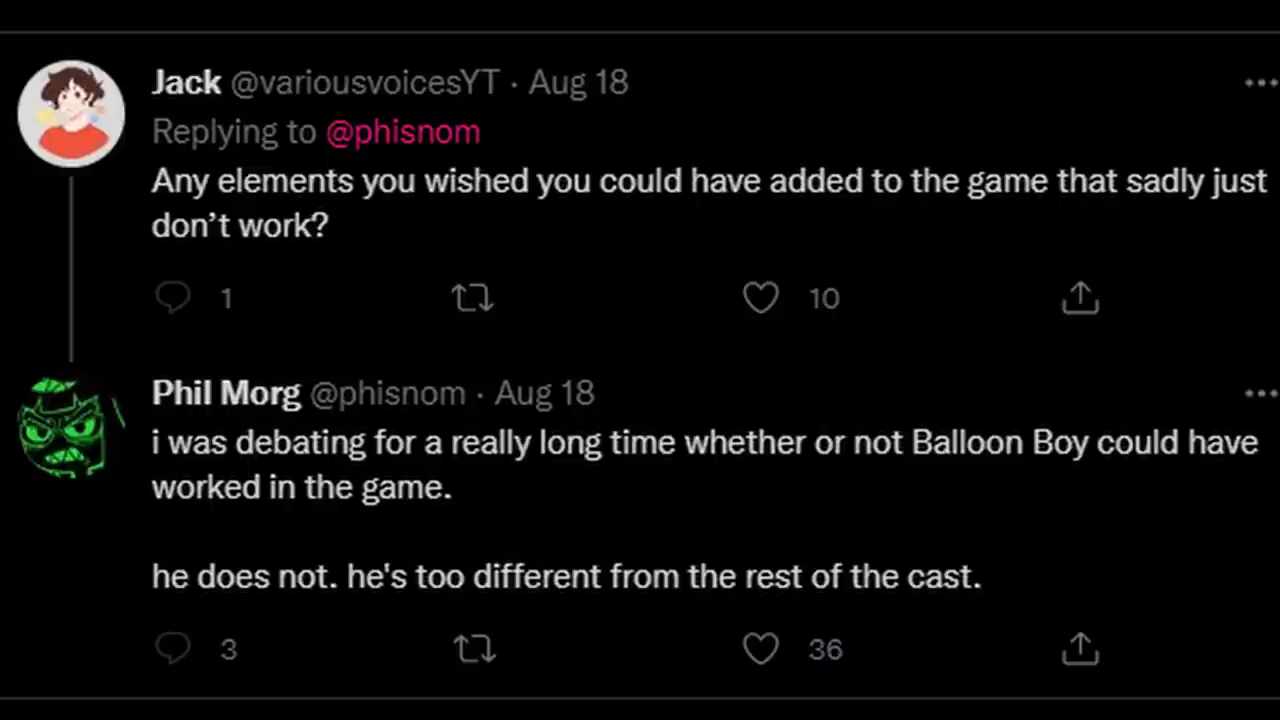 Jack @variousvoicesYT · Aug 18
Replying to @phisnom
Any elements you wished you could have added to the game that sadly just
don’t work?
1 10
Phil Morg @phisnom · Aug 18
i was debating for a really long time whether or not Balloon Boy could have
worked in the game.
he does not. he's too different from the rest of the cast.
3 36